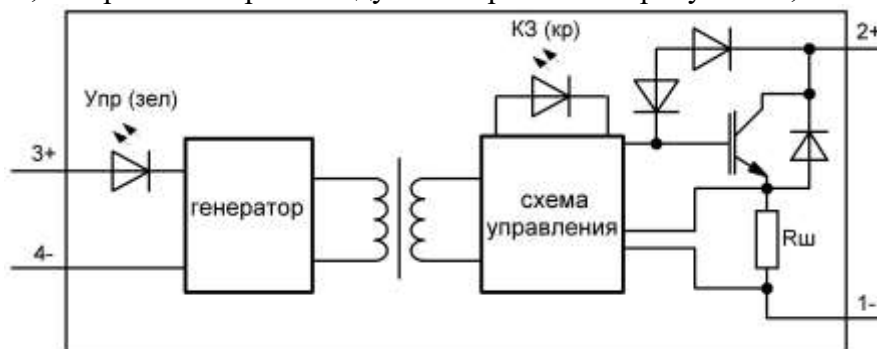 КЗ (кр)
2+
Упр (зел)
3+
генератор
схема
управления
Rш
4-
1-